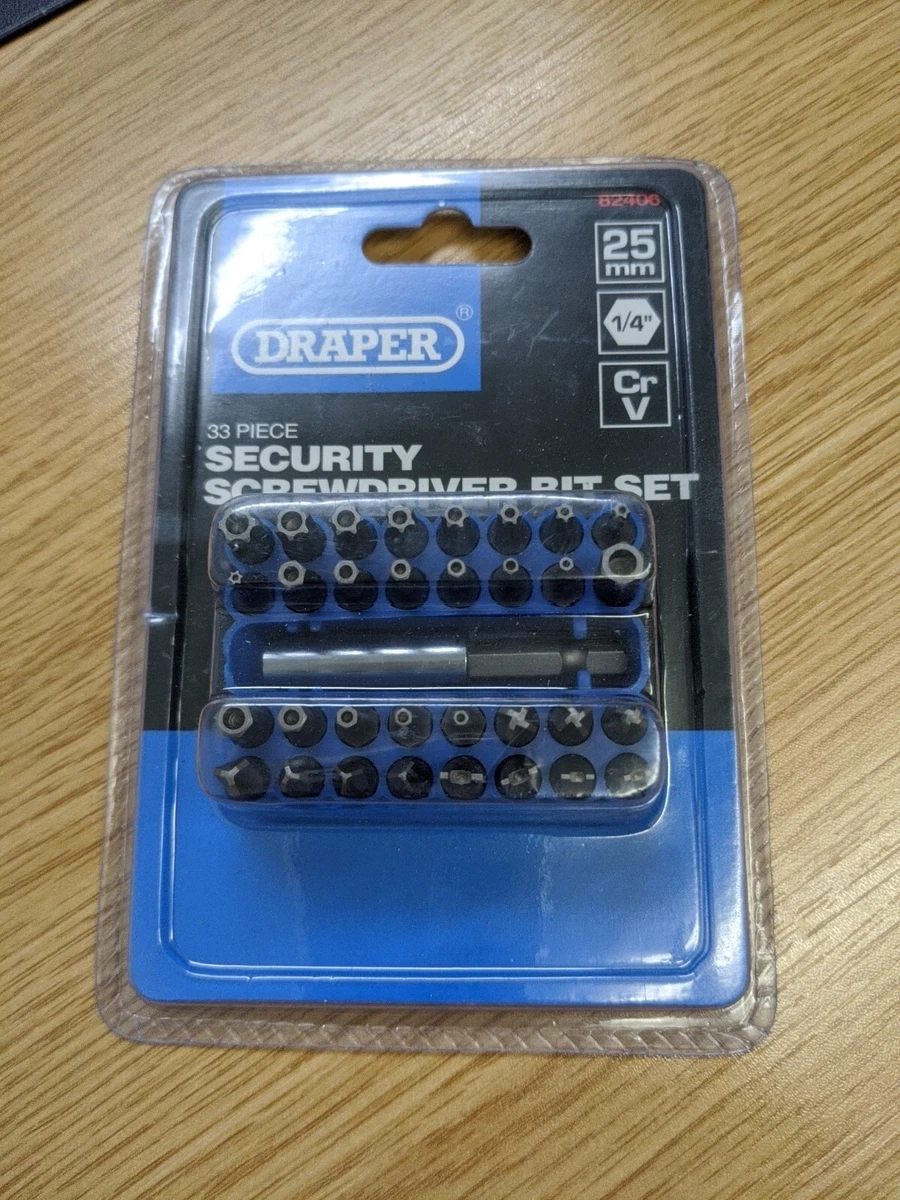 82406
25
mm
1/4"
Cr
V
DRAPER®
33 PIECE
SECURITY
SCREWDRIVER BIT SET